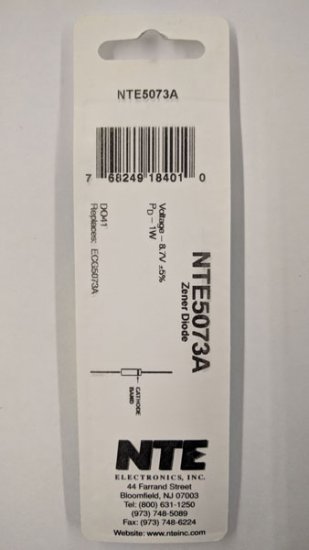 NTE5073A
7 68249 18401 0
NTE5073A
Zener Diode
Voltage – 8.7V ±5%
PD – 1W
DO41
Replaces: ECG5073A
CATHODE
BAND
NTE
ELECTRONICS, INC.
44 Farrand Street
Bloomfield, NJ 07003
Tel: (800) 631-1250
(973) 748-5089
Fax: (973) 748-6224
Website: www.nteinc.com